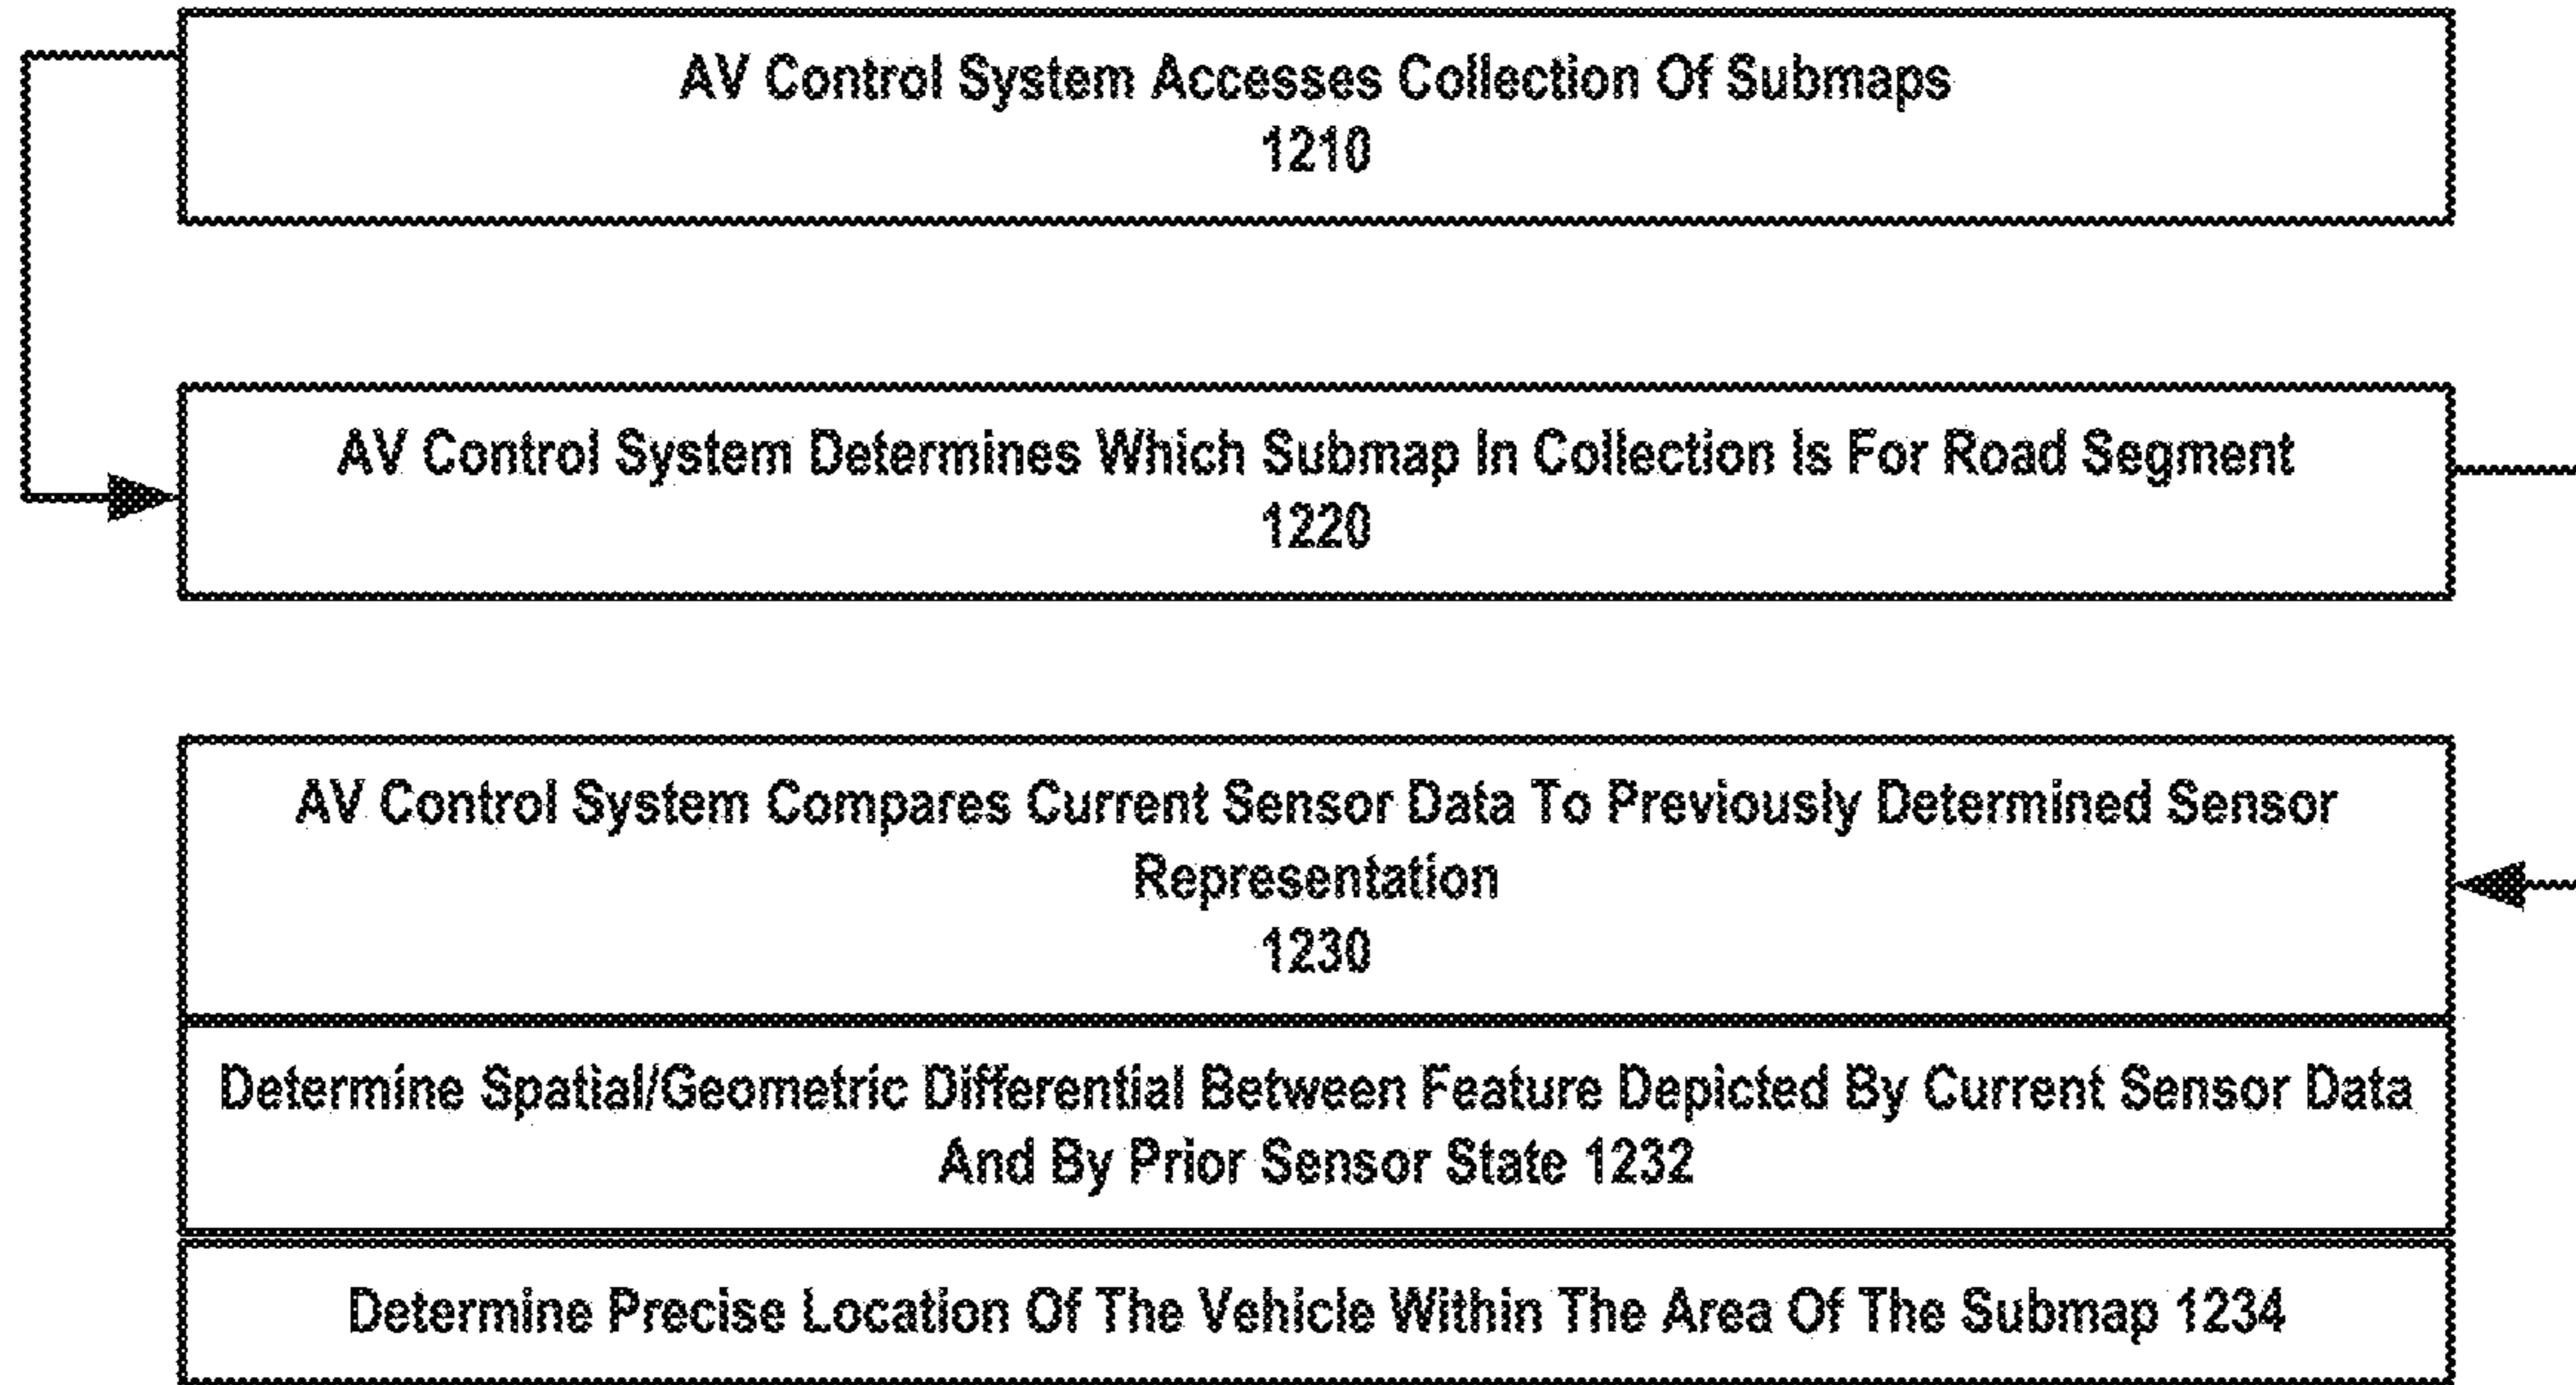 AV Control System Accesses Collection Of Submaps
1210
AV Control System Determines Which Submap In Collection Is For Road Segment
1220
AV Control System Compares Current Sensor Data To Previously Determined Sensor
Representation
1230
Determine Spatial/Geometric Differential Between Feature Depicted By Current Sensor Data
And By Prior Sensor State 1232
Determine Precise Location Of The Vehicle Within The Area Of The Submap 1234